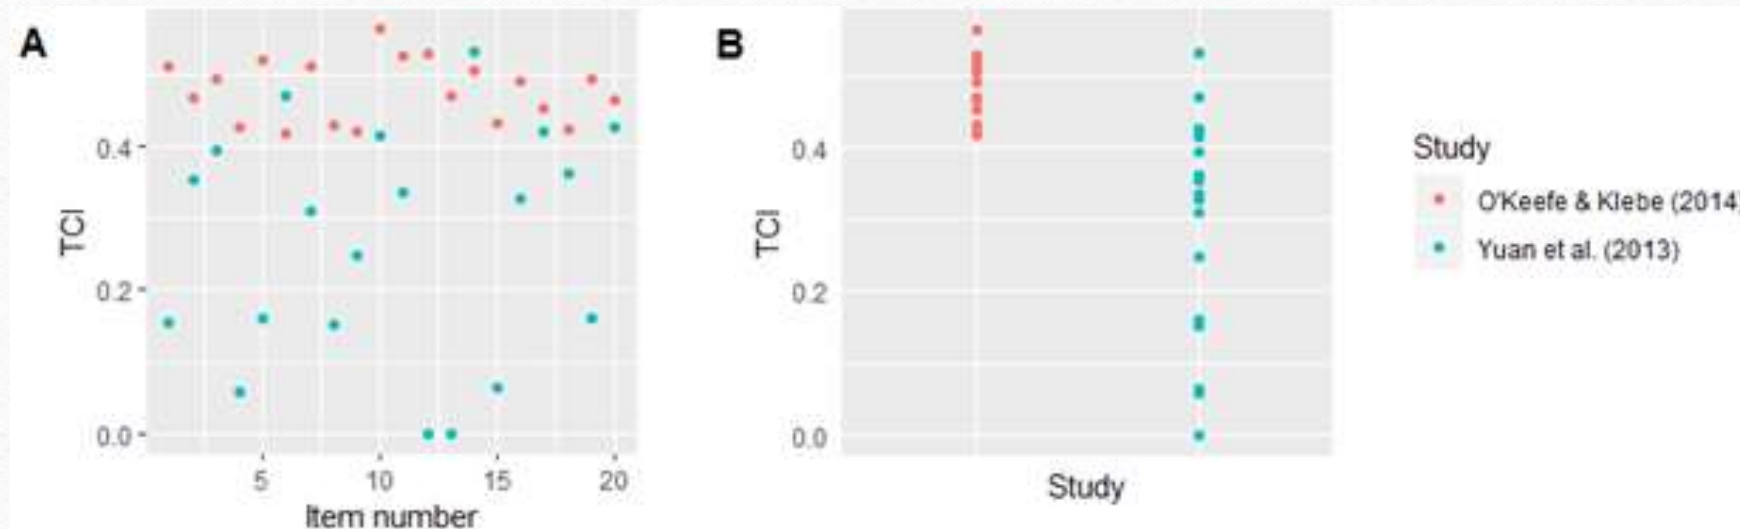 A
B
TCI
0.4
0.2
0.0
5 10 15 20
Item number
TCI
0.4
0.2
0.0
Study
Study
O'Keefe & Klebe (2014)
Yuan et al. (2013)